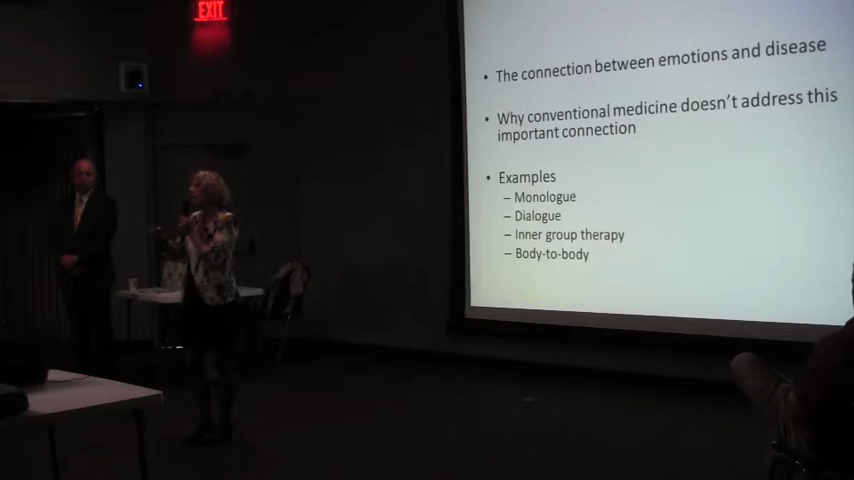 EXIT
• The connection between emotions and disease
• Why conventional medicine doesn't address this
important connection
• Examples
– Monologue
– Dialogue
– Inner group therapy
– Body-to-body